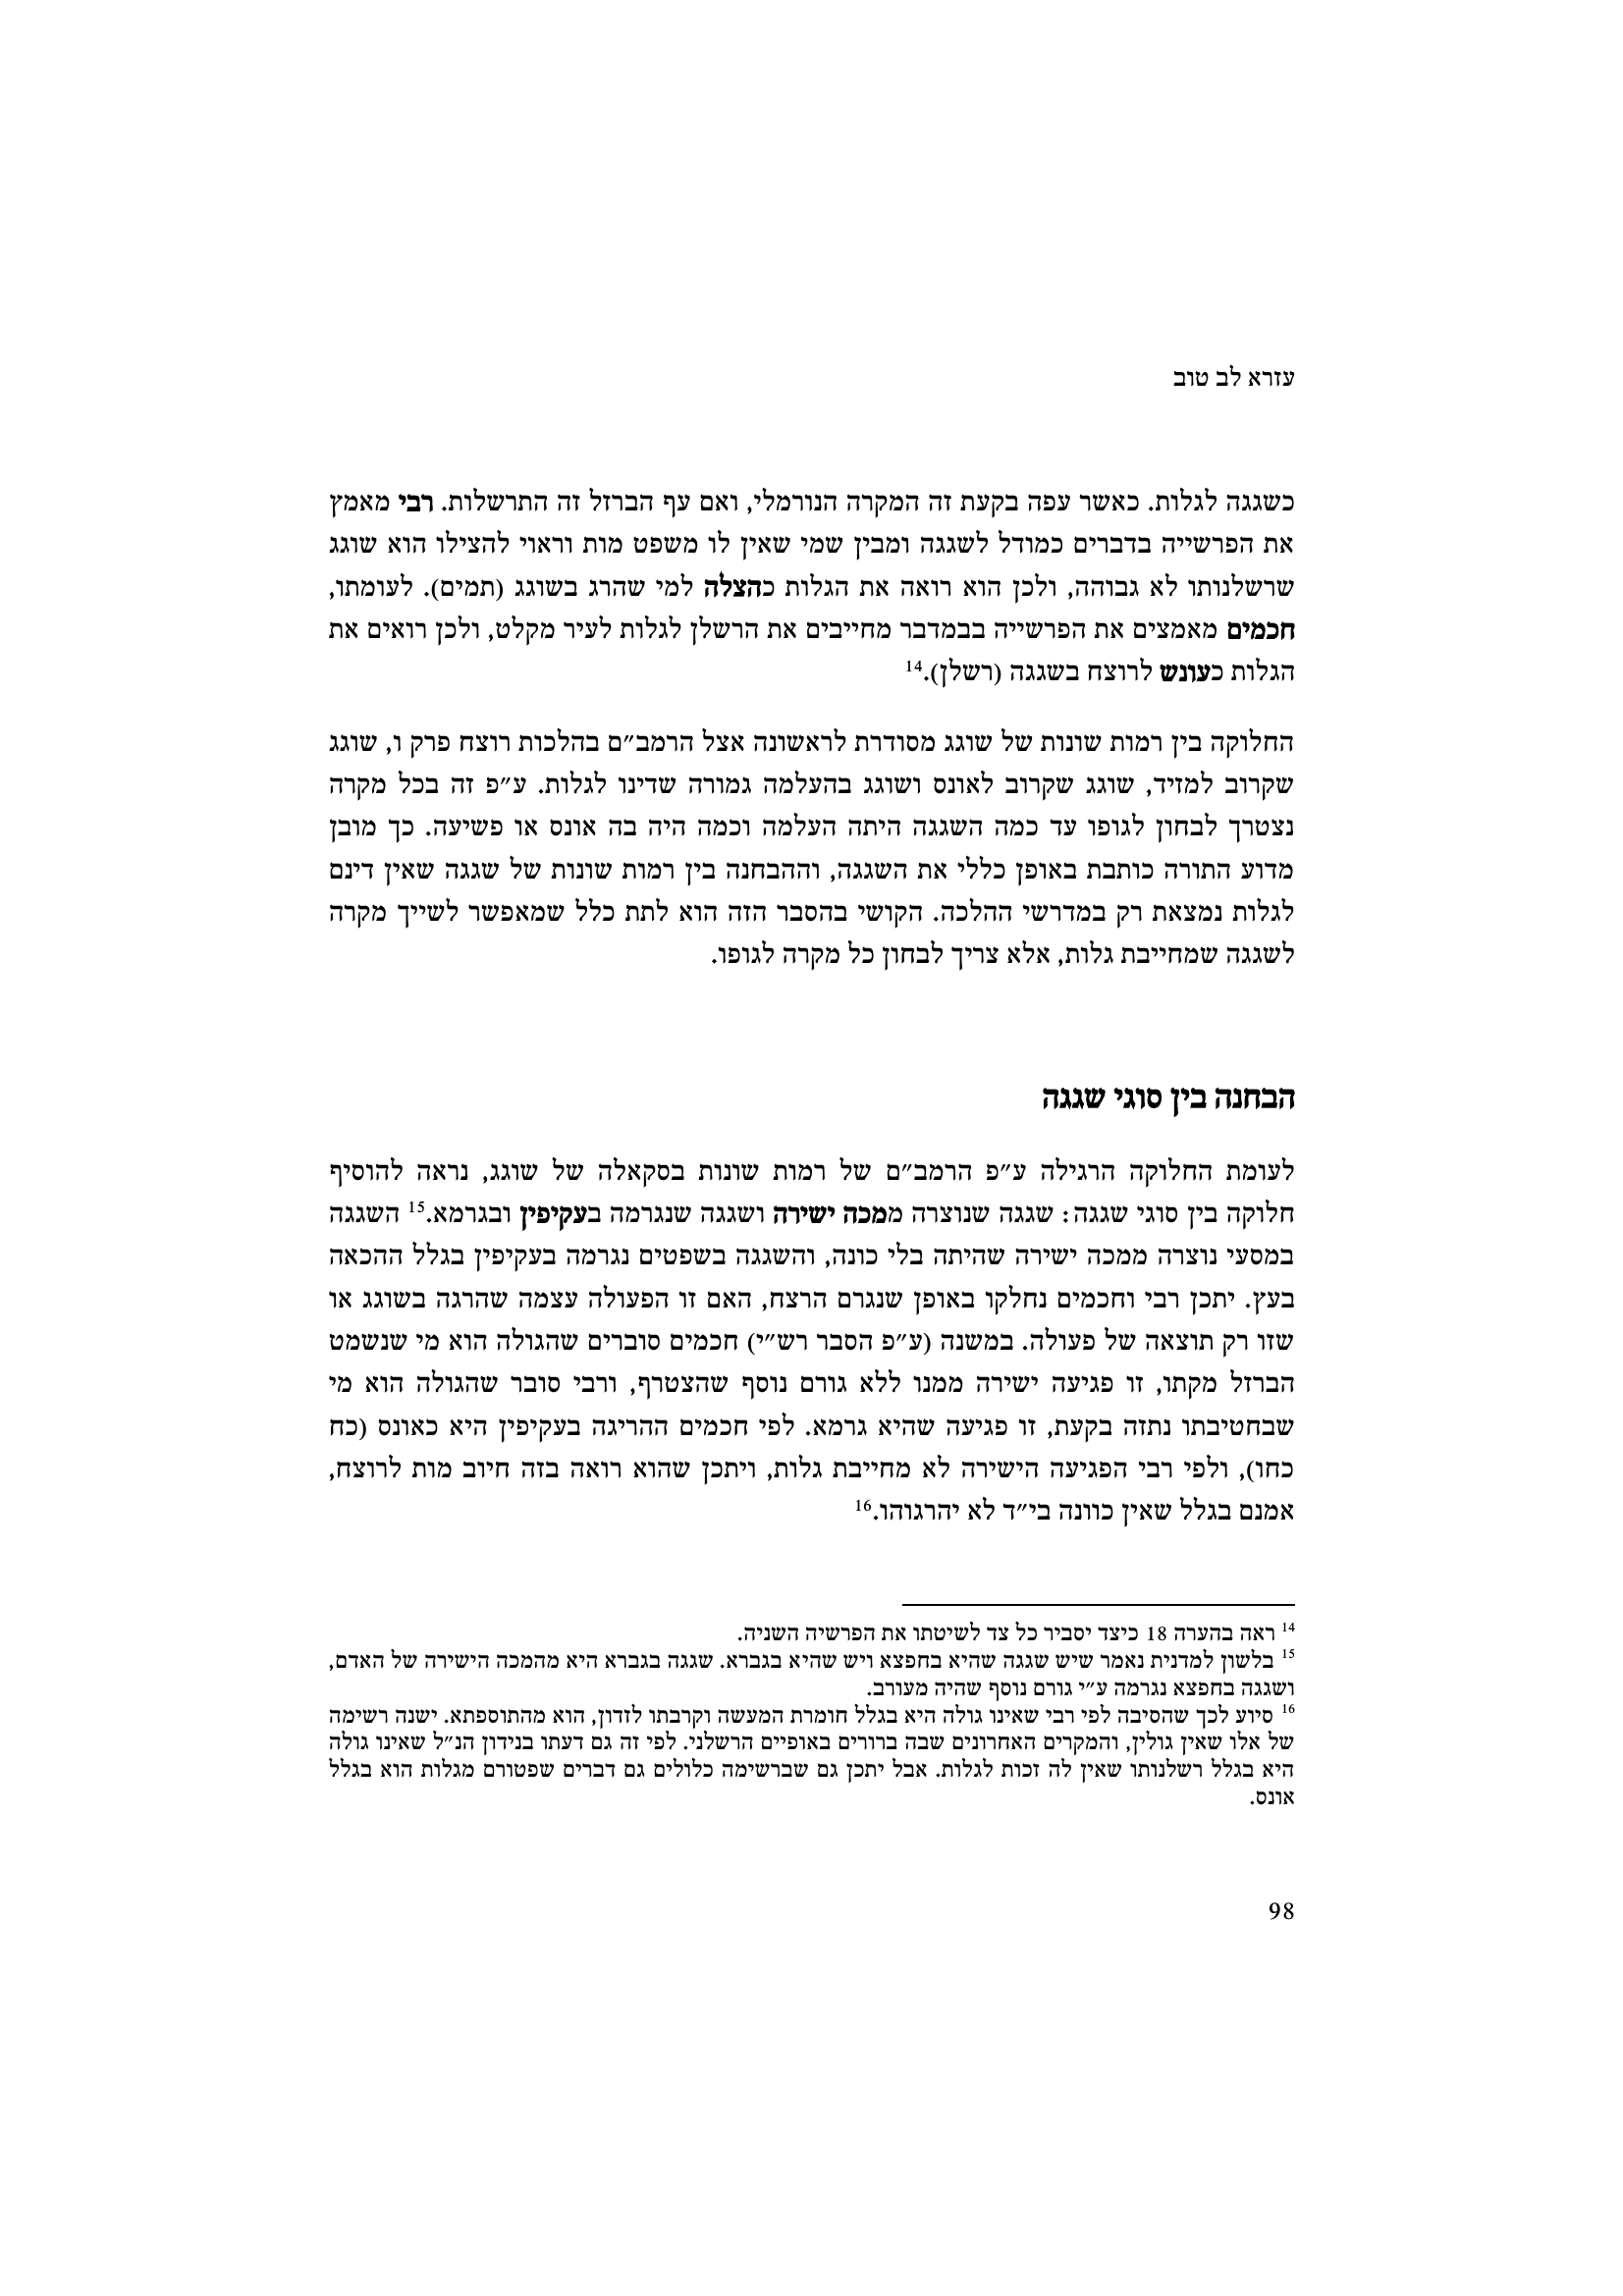 עזרא לב טוב
כשגגה לגלות. כאשר עפה בקעת זה המקרה הנורמלי, ואם עף הברזל זה התרשלות. רבי מאמץ
את הפרשייה בדברים כמודל לשגגה ומבין שמי שאין לו משפט מות וראוי להצילו הוא שוגג
שרשלנותו לא גבוהה, ולכן הוא רואה את הגלות כהצלה למי שהרג בשוגג (תמים). לעומתו,
חכמים מאמצים את הפרשייה בבמדבר מחייבים את הרשלן לגלות לעיר מקלט, ולכן רואים את
הגלות כעונש לרוצח בשגגה (רשלן).14
החלוקה בין רמות שונות של שוגג מסודרת לראשונה אצל הרמב״ם בהלכות רוצח פרק ו, שוגג
שקרוב למזיד, שוגג שקרוב לאונס ושוגג בהעלמה גמורה שדינו לגלות. ע״פ זה בכל מקרה
נצטרך לבחון לגופו עד כמה השגגה היתה העלמה וכמה היה בה אונס או פשיעה. כך מובן
מדוע התורה כותבת באופן כללי את השגגה, וההבחנה בין רמות שונות של שגגה שאין דינם
לגלות נמצאת רק במדרשי ההלכה. הקושי בהסבר הזה הוא לתת כלל שמאפשר לשייך מקרה
לשגגה שמחייבת גלות, אלא צריך לבחון כל מקרה לגופו.
הבחנה בין סוגי שגגה
לעומת החלוקה הרגילה ע״פ הרמב״ם של רמות שונות בסקאלה של שוגג, נראה להוסיף
חלוקה בין סוגי שגגה: שגגה שנוצרה ממכה ישירה ושגגה שנגרמה בעקיפין ובגרמא.15 השגגה
במסעי נוצרה ממכה ישירה שהיתה בלי כונה, והשגגה בשפטים נגרמה בעקיפין בגלל ההכאה
בעץ. יתכן רבי וחכמים נחלקו באופן שנגרם הרצח, האם זו הפעולה עצמה שהרגה בשוגג או
שזו רק תוצאה של פעולה. במשנה (ע״פ הסבר רש״י) חכמים סוברים שהגולה הוא מי שנשמט
הברזל מקתו, זו פגיעה ישירה ממנו ללא גורם נוסף שהצטרף, ורבי סובר שהגולה הוא מי
שבחטיבתו נתזה בקעת, זו פגיעה שהיא גרמא. לפי חכמים ההריגה בעקיפין היא כאונס (כח
כחו), ולפי רבי הפגיעה הישירה לא מחייבת גלות, ויתכן שהוא רואה בזה חיוב מות לרוצח,
אמנם בגלל שאין כוונה בי״ד לא יהרגוהו.16
14 ראה בהערה 18 כיצד יסביר כל צד לשיטתו את הפרשיה השניה.
15 בלשון למדנית נאמר שיש שגגה שהיא בחפצא ויש שהיא בגברא. שגגה בגברא היא מהמכה הישירה של האדם,
ושגגה בחפצא נגרמה ע״י גורם נוסף שהיה מעורב.
16 סיוע לכך שהסיבה לפי רבי שאינו גולה היא בגלל חומרת המעשה וקרבתו לזדון, הוא מהתוספתא. ישנה רשימה
של אלו שאין גולין, והמקרים האחרונים שבה ברורים באופיים הרשלני. לפי זה גם דעתו בנידון הנ״ל שאינו גולה
היא בגלל רשלנותו שאין לה זכות לגלות. אבל יתכן גם שברשימה כלולים גם דברים שפטורם מגלות הוא בגלל
אונס.
98